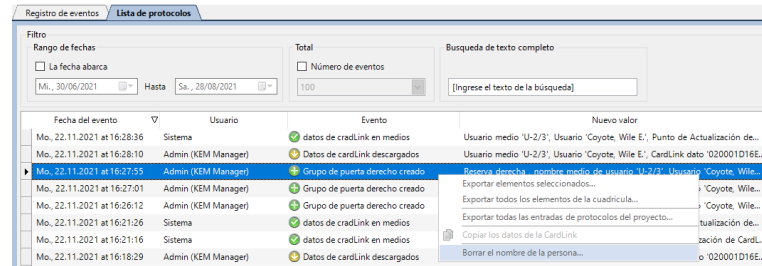 Registro de eventos
Lista de protocolos
Filtro
Rango de fechas
La fecha abarca
Mi., 30/06/2021
Hasta
Sa. , 28/08/2021
Total
Número de eventos
100
Busqueda de texto completo
[Ingrese el texto de la búsqueda]
Fecha del evento Usuario Evento Nuevo valor
Mo., 22.11.2021 at 16:28:36 Sistema datos de cradLink en medios Usuario medio 'U-2/3', Usuario 'Coyote, Wile E.', Punto de Actualización de...
Mo., 22.11.2021 at 16:28:10 Admin (KEM Manager) Datos de cardLink descargados Usuario medio 'U-2/3', Usuario 'Coyote, Wile E.', CardLink dato '020001D16E...
Mo., 22.11.2021 at 16:27:55 Admin (KEM Manager) Grupo de puerta derecho creado Reserva derecha , nombre medio de usuario 'U-2/3', Ususario 'Coyote, Wile...
Mo., 22.11.2021 at 16:27:01 Admin (KEM Manager) Grupo de puerta derecho creado 'Coyote, Wile...
Mo., 22.11.2021 at 16:26:12 Admin (KEM Manager) Grupo de puerta derecho creado 'Coyote, Wile...
Mo., 22.11.2021 at 16:21:26 Sistema datos de cradLink en medios tualización de...
Mo., 22.11.2021 at 16:21:16 Sistema datos de cradLink en medios zación de CardL...
Mo., 22.11.2021 at 16:18:29 Admin (KEM Manager) Datos de cardLink descargados o '020001D16E...
Exportar elementos seleccionados...
Exportar todos los elementos de la cuadrícula...
Exportar todas las entradas de protocolos del proyecto...
Copiar los datos de la CardLink
Borrar el nombre de la persona...